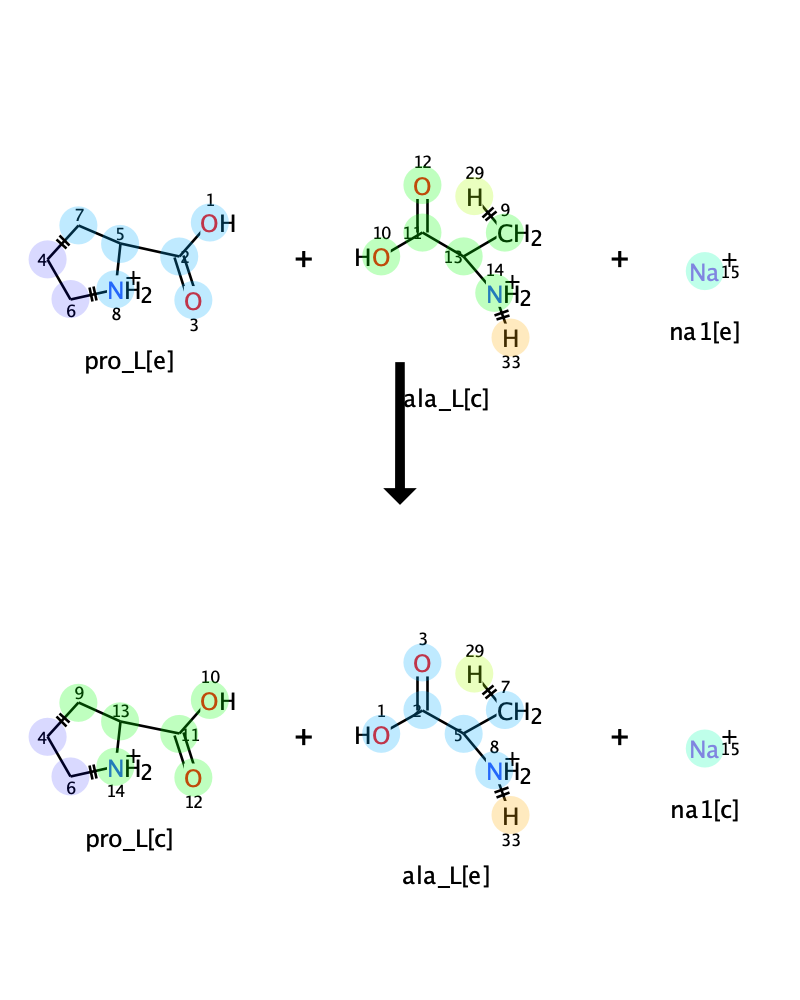 12 29
1 O H 9
7 5 OH 10 11 CH2
2 HO 13 14
4 + + + Na+ 15
NH2+ O NH2+
6 8 3 H na1[e]
pro_L[e] 33
ala_L[c]
3 29
10 O H 7
9 13 OH 1 2 CH2
11 HO 5 8
4 + + + Na+ 15
NH2+ O NH2+
6 14 12 H na1[c]
pro_L[c] 33
ala_L[e]